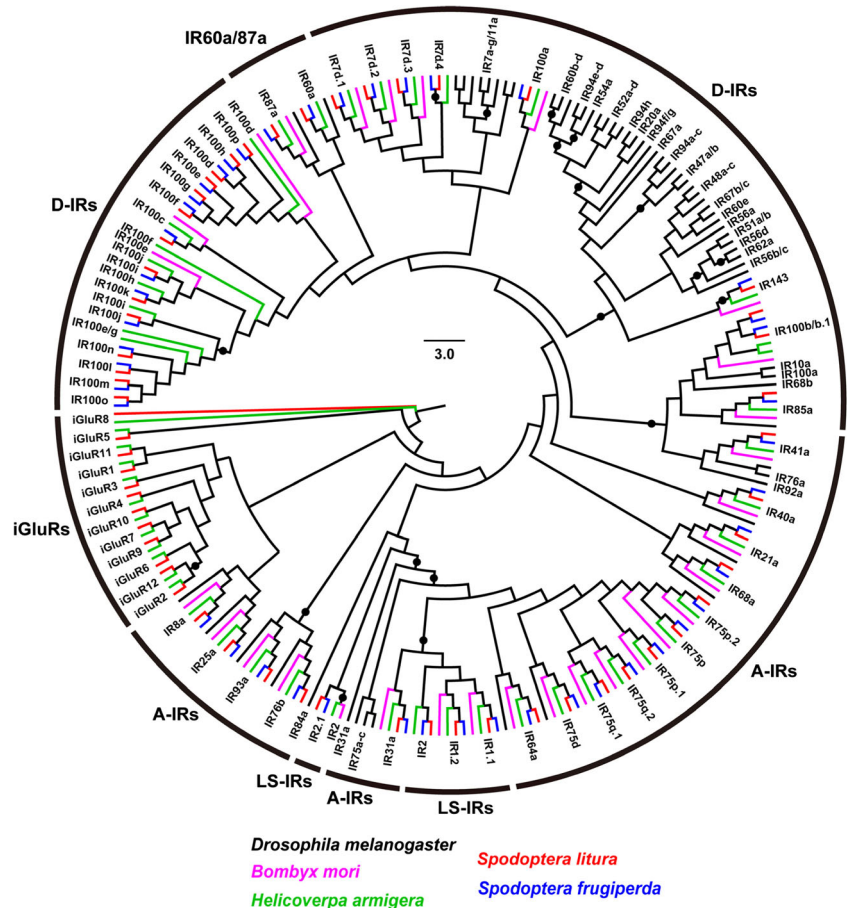 IR60a/87a
D-IRs
D-IRs
iGluRs
A-IRs
LS-IRs
A-IRs
LS-IRs
A-IRs
3.0
IR87a
IR60a
IR7d.1
IR7d.2
IR7d.3
IR7d.4
IR7a-g/11a
IR100a
IR60b-d
IR94e-d
IR54a
IR52a-d
IR94h
IR20a
IR94f/g
IR67a
IR94a-c
IR47a/b
IR48a-c
IR67b/c
IR60e
IR56a
IR51a/b
IR56d
IR62a
IR56b/c
IR143
IR100b/b.1
IR10a
IR100a
IR68b
IR85a
IR41a
IR76a
IR92a
IR40a
IR21a
IR68a
IR75p.2
IR75p
IR75p.1
IR75q.2
IR75q.1
IR75d
IR64a
IR1.1
IR1.2
IR2
IR31a
IR75a-c
IR31a
IR2
IR2.1
IR84a
IR76b
IR93a
IR25a
IR8a
iGluR2
iGluR12
iGluR6
iGluR9
iGluR7
iGluR10
iGluR4
iGluR3
iGluR1
iGluR11
iGluR5
iGluR8
IR100o
IR100m
IR100l
IR100n
IR100e/g
IR100j
IR100i
IR100k
IR100h
IR100i
IR100j
IR100e
IR100f
IR100c
IR100f
IR100g
IR100e
IR100d
IR100h
IR100p
IR100d
Drosophila melanogaster
Bombyx mori
Helicoverpa armigera
Spodoptera litura
Spodoptera frugiperda